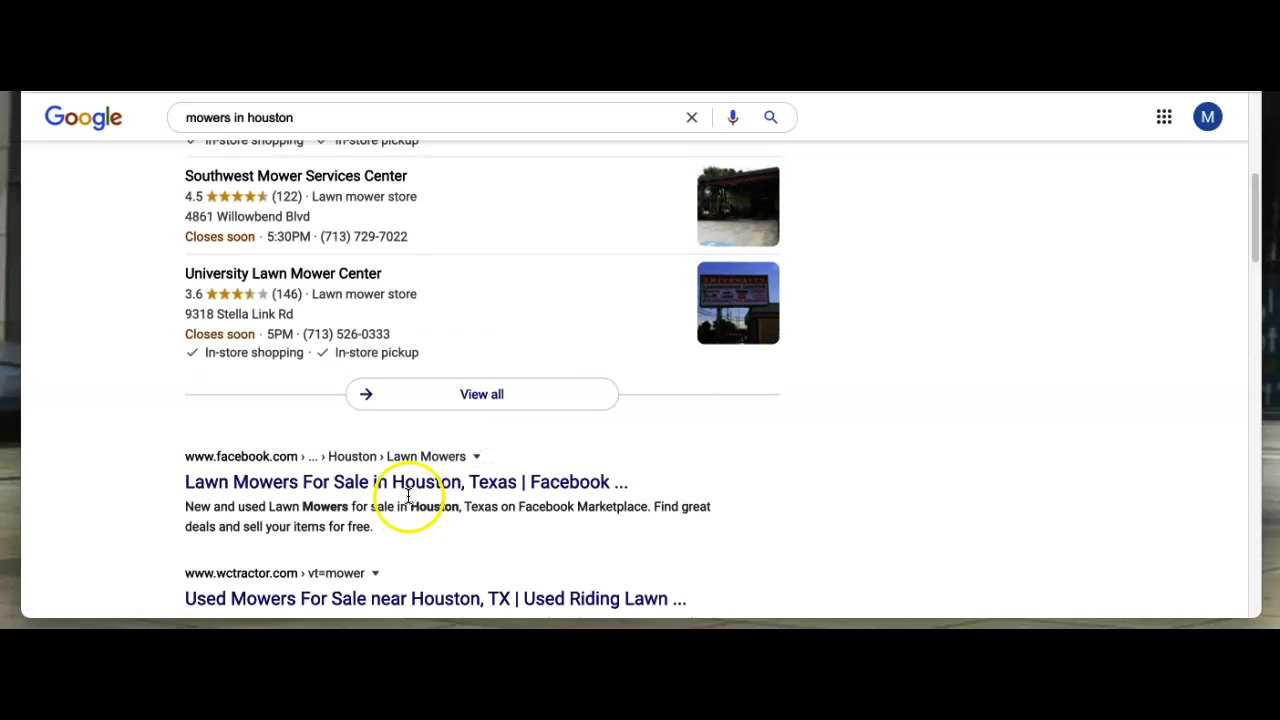 Google
mowers in houston
M
In-store shopping In-store pickup
Southwest Mower Services Center
4.5 (122) · Lawn mower store
4861 Willowbend Blvd
Closes soon · 5:30PM · (713) 729-7022
University Lawn Mower Center
3.6 (146) · Lawn mower store
9318 Stella Link Rd
Closes soon · 5PM · (713) 526-0333
In-store shopping · In-store pickup
View all
www.facebook.com › ... › Houston › Lawn Mowers
Lawn Mowers For Sale in Houston, Texas | Facebook ...
New and used Lawn Mowers for sale in Houston, Texas on Facebook Marketplace. Find great
deals and sell your items for free.
www.wctractor.com › vt=mower
Used Mowers For Sale near Houston, TX | Used Riding Lawn ...